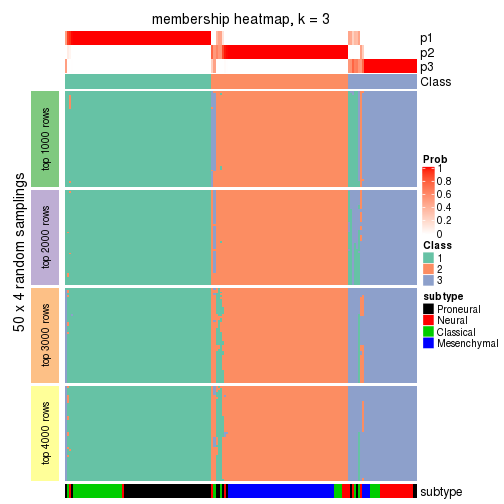 membership heatmap, k = 3
p1
p2
p3
Class
50 x 4 random samplings
top 1000 rows
top 2000 rows
top 3000 rows
top 4000 rows
Prob
1
0.8
0.6
0.4
0.2
0
Class
1
2
3
subtype
Proneural
Neural
Classical
Mesenchymal
subtype